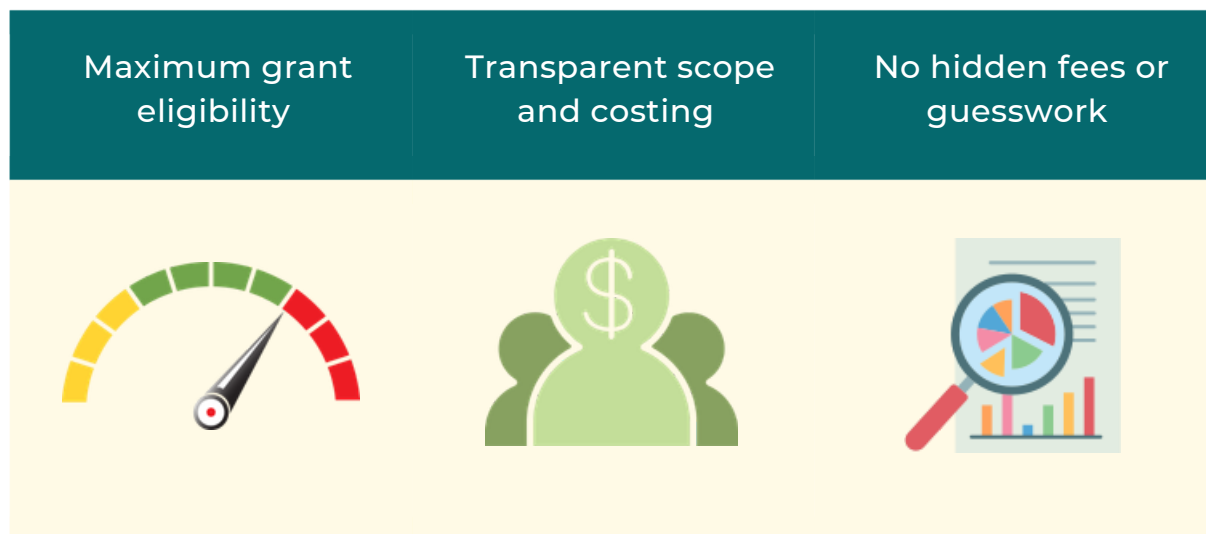 Maximum grant
eligibility
Transparent scope
and costing
No hidden fees or
guesswork
$